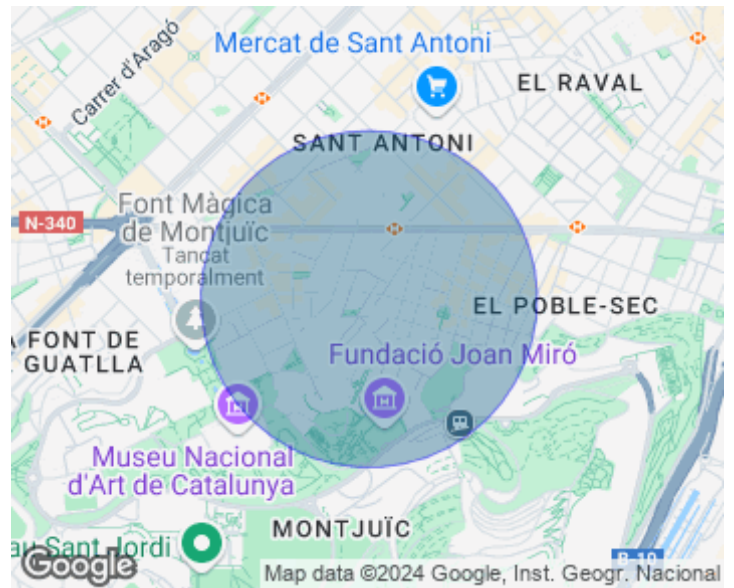 Carrer d'Aragó
Mercat de Sant Antoni
EL RAVAL
SANT ANTONI
Font Màgica
de Montjuïc
Tancat
temporalment
N-340
EL POBLE-SEC
A FONT DE
GUATLLA
Fundació Joan Miró
Museu Nacional
d'Art de Catalunya
MONTJUÏC
au Sant Jordi
B-10
Google
Map data ©2024 Google, Inst. Geogr. Nacional